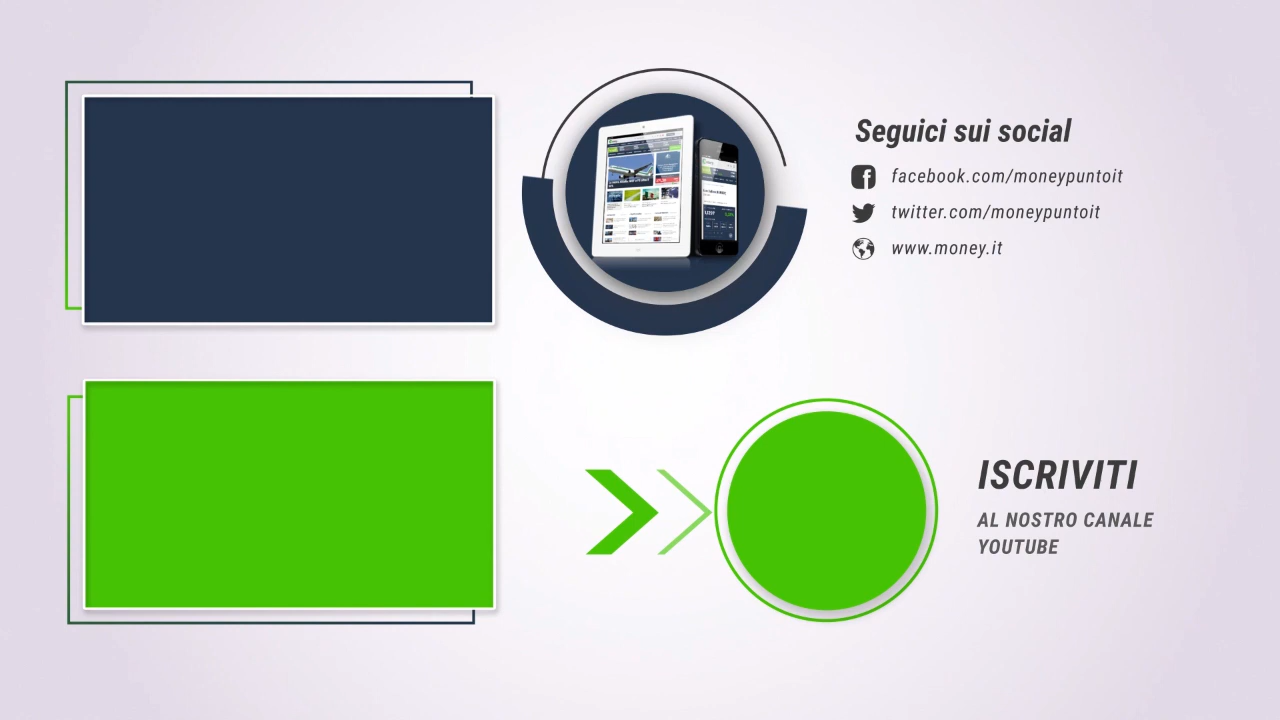 Seguici sui social
facebook.com/moneypuntoit
twitter.com/moneypuntoit
www.money.it
ISCRIVITI
AL NOSTRO CANALE
YOUTUBE